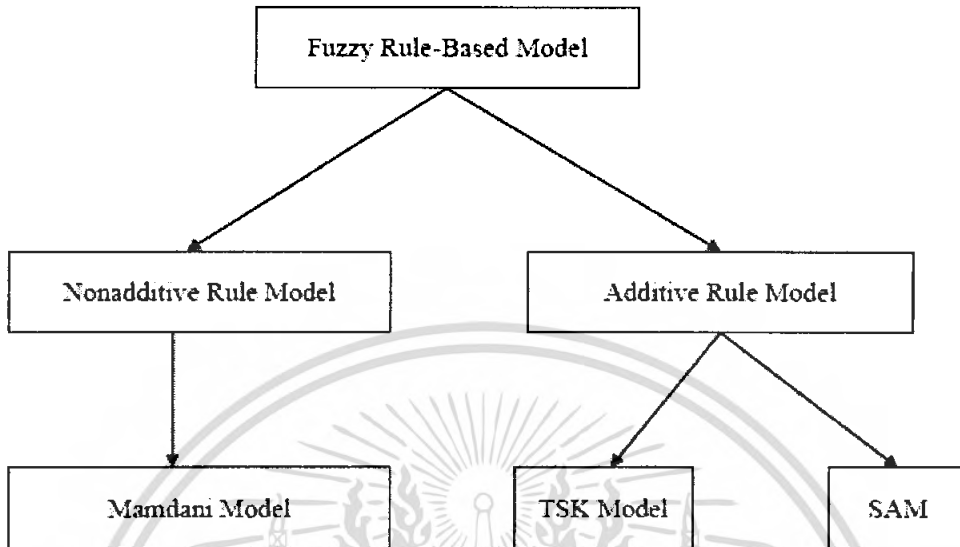 Fuzzy Rule-Based Model
Nonadditive Rule Model
Additive Rule Model
Mamdani Model
TSK Model
SAM